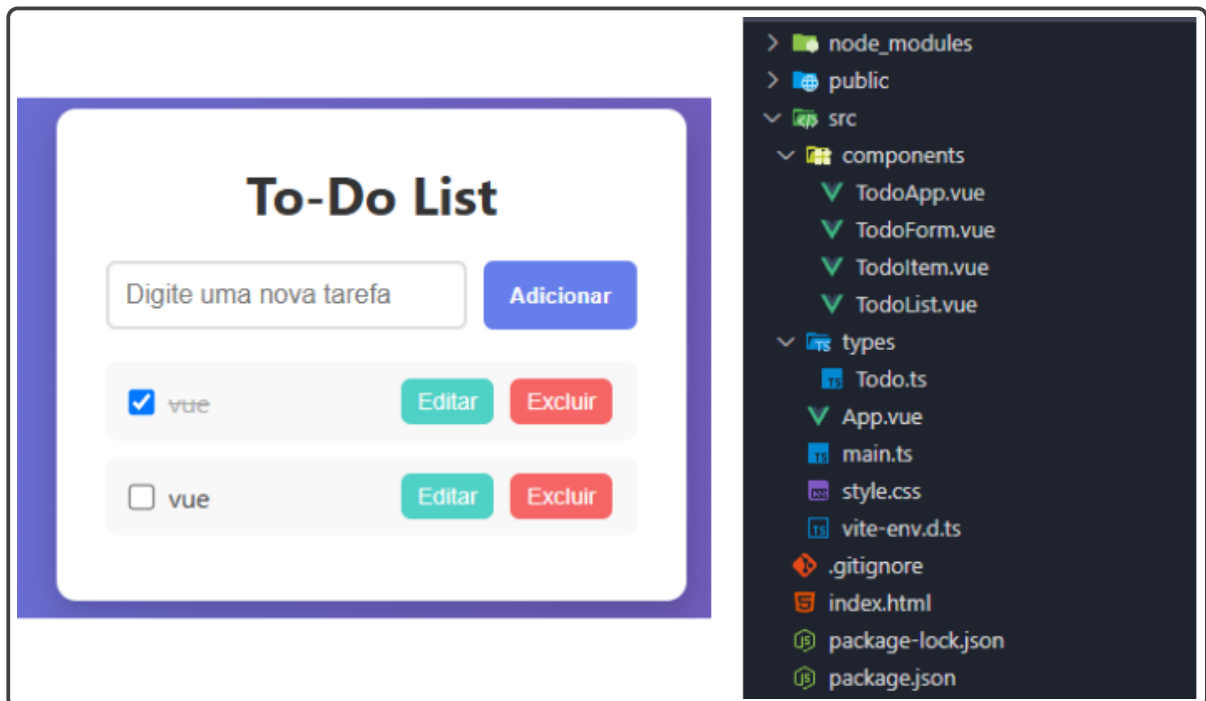 To-Do List
Digite uma nova tarefa
Adicionar
vue
Editar
Excluir
vue
Editar
Excluir
node_modules
public
src
components
TodoApp.vue
TodoForm.vue
TodoItem.vue
TodoList.vue
types
Todo.ts
App.vue
main.ts
style.css
vite-env.d.ts
.gitignore
index.html
package-lock.json
package.json